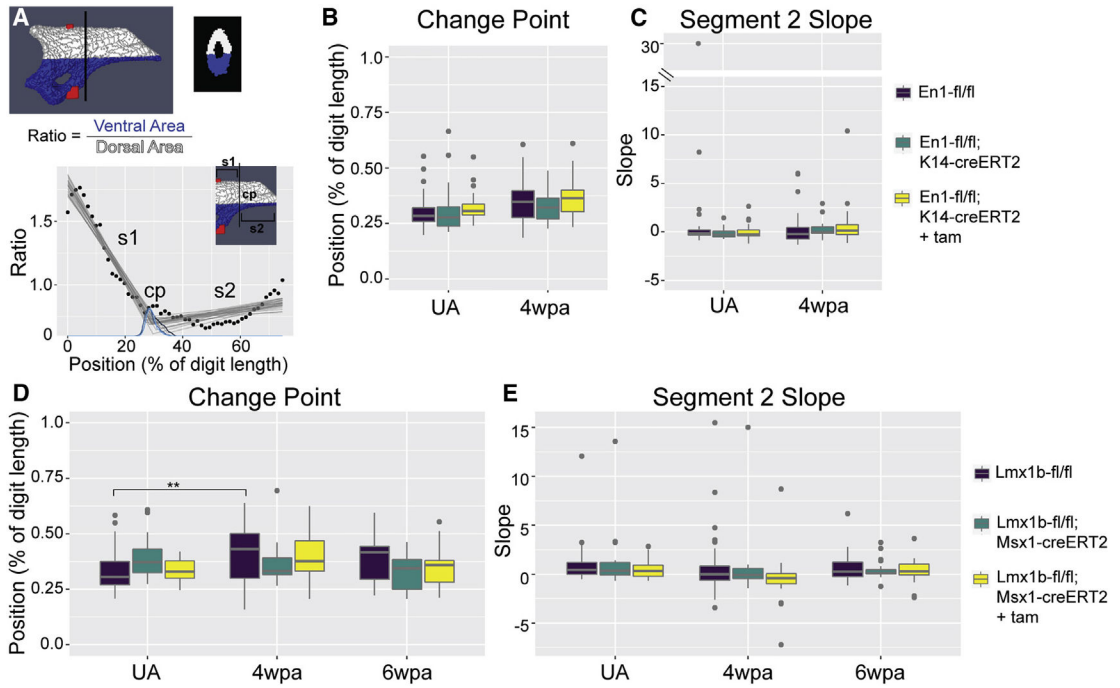 A
Ratio = Ventral Area
Dorsal Area
s1
cp
s2
s1
cp
s2
Ratio
1.5
1.0
0
0
20
40
60
Position (% of digit length)
B
Change Point
Position (% of digit length)
1.0
0.75
0.50
0.25
0.0
UA
4wpa
C
Segment 2 Slope
Slope
30
15
10
5
0
-5
UA
4wpa
En1-fl/fl
En1-fl/fl;
K14-creERT2
En1-fl/fl;
K14-creERT2
+ tam
D
Change Point
Position (% of digit length)
1.0
0.75
0.50
0.25
0.0
**
UA
4wpa
6wpa
E
Segment 2 Slope
Slope
15
10
5
0
-5
UA
4wpa
6wpa
Lmx1b-fl/fl
Lmx1b-fl/fl;
Msx1-creERT2
Lmx1b-fl/fl;
Msx1-creERT2
+ tam